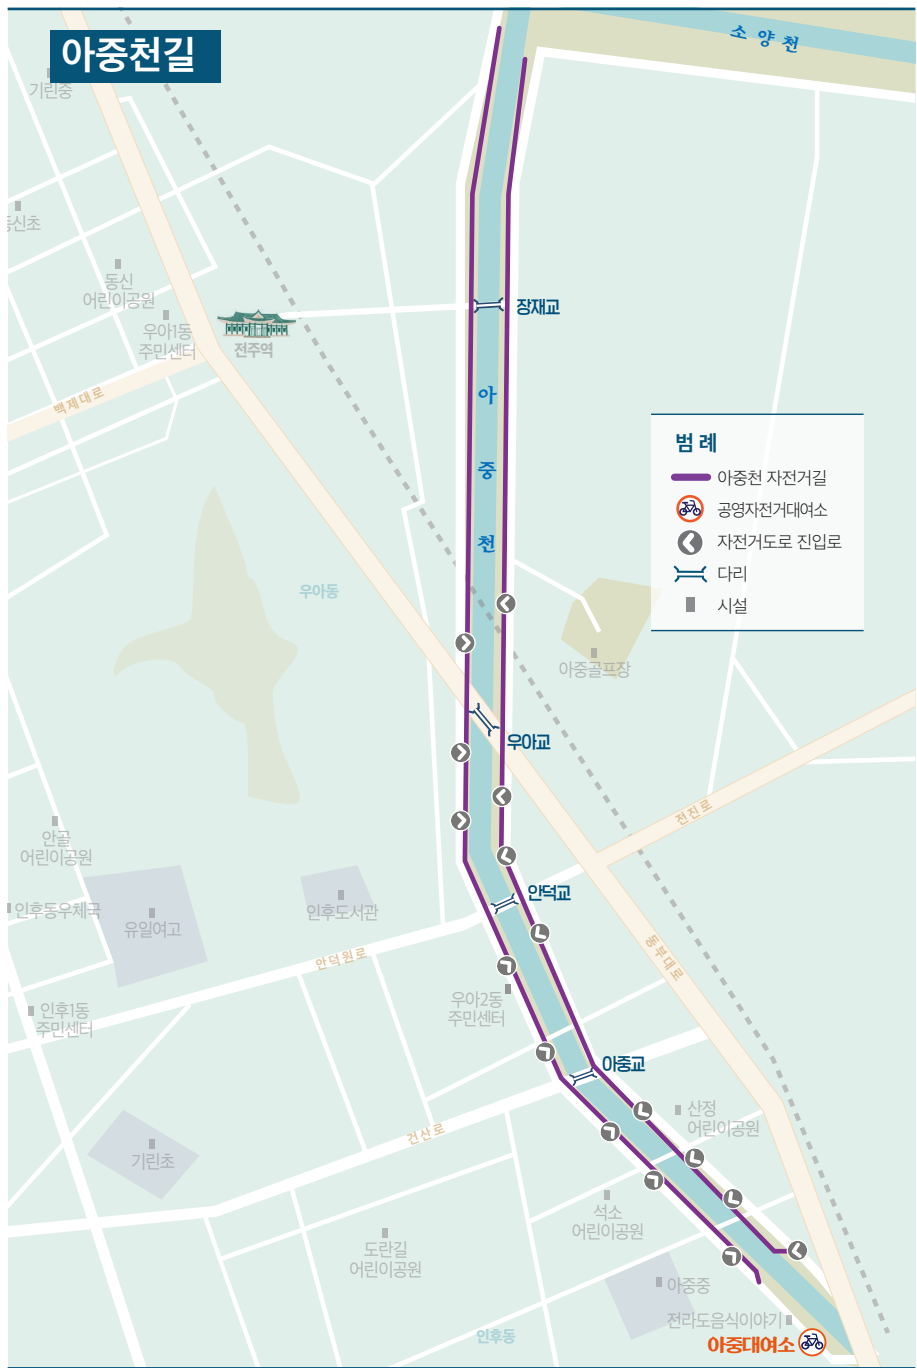 아중천길
소양천
기린중
동신초
동신
어린이공원
우아1동
주민센터
전주역
백제대로
장재교
아중천
범례
아중천 자전거길
공영자전거대여소
자전거도로 진입로
다리
시설
우아동
아중골프장
우아교
전진로
안골
어린이공원
인후동우체국
유일여고
인후도서관
안덕교
안덕원로
동부대로
우아2동
주민센터
인후1동
주민센터
아중교
산정
어린이공원
건산로
기린초
석소
어린이공원
도란길
어린이공원
아중중
전라도음식이야기
인후동
아중대여소